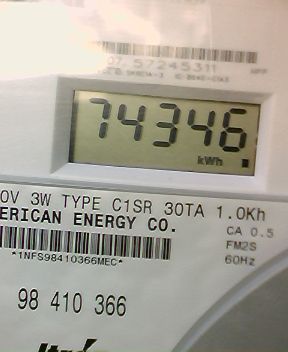 57245311
74346
kWh
0V 3W TYPE C1SR 30TA 1.0Kh
ERICAN ENERGY CO.
CA 0.5
FM2S
60Hz
*1NFS98410366MEC*
98 410 366